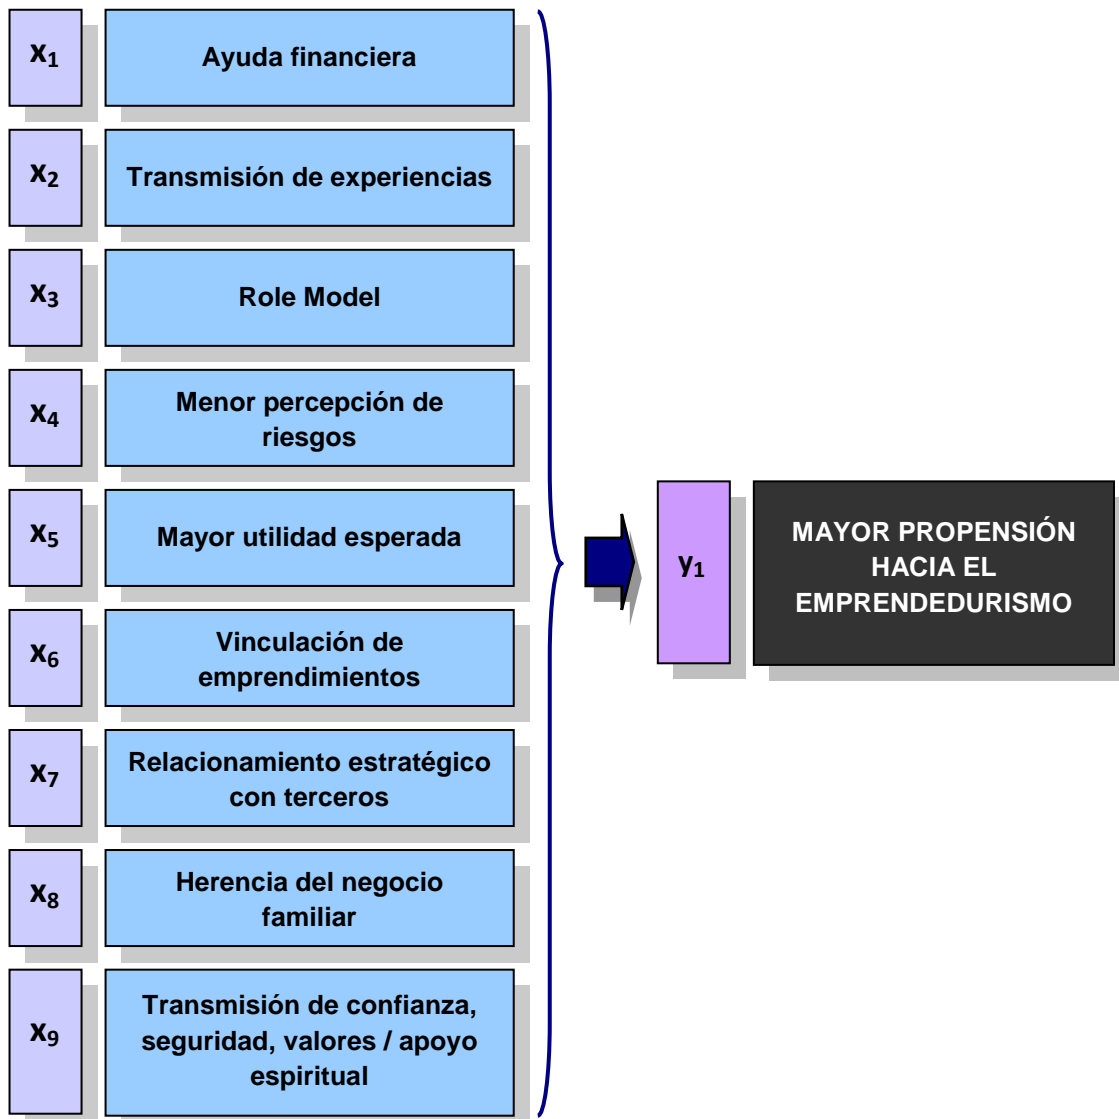 x₁
Ayuda financiera
x₂
Transmisión de experiencias
x₃
Role Model
x₄
Menor percepción de
riesgos
x₅
Mayor utilidad esperada
x₆
Vinculación de
emprendimientos
x₇
Relacionamiento estratégico
con terceros
x₈
Herencia del negocio
familiar
x₉
Transmisión de confianza,
seguridad, valores / apoyo
espiritual
y₁
MAYOR PROPENSIÓN
HACIA EL
EMPRENDEDURISMO